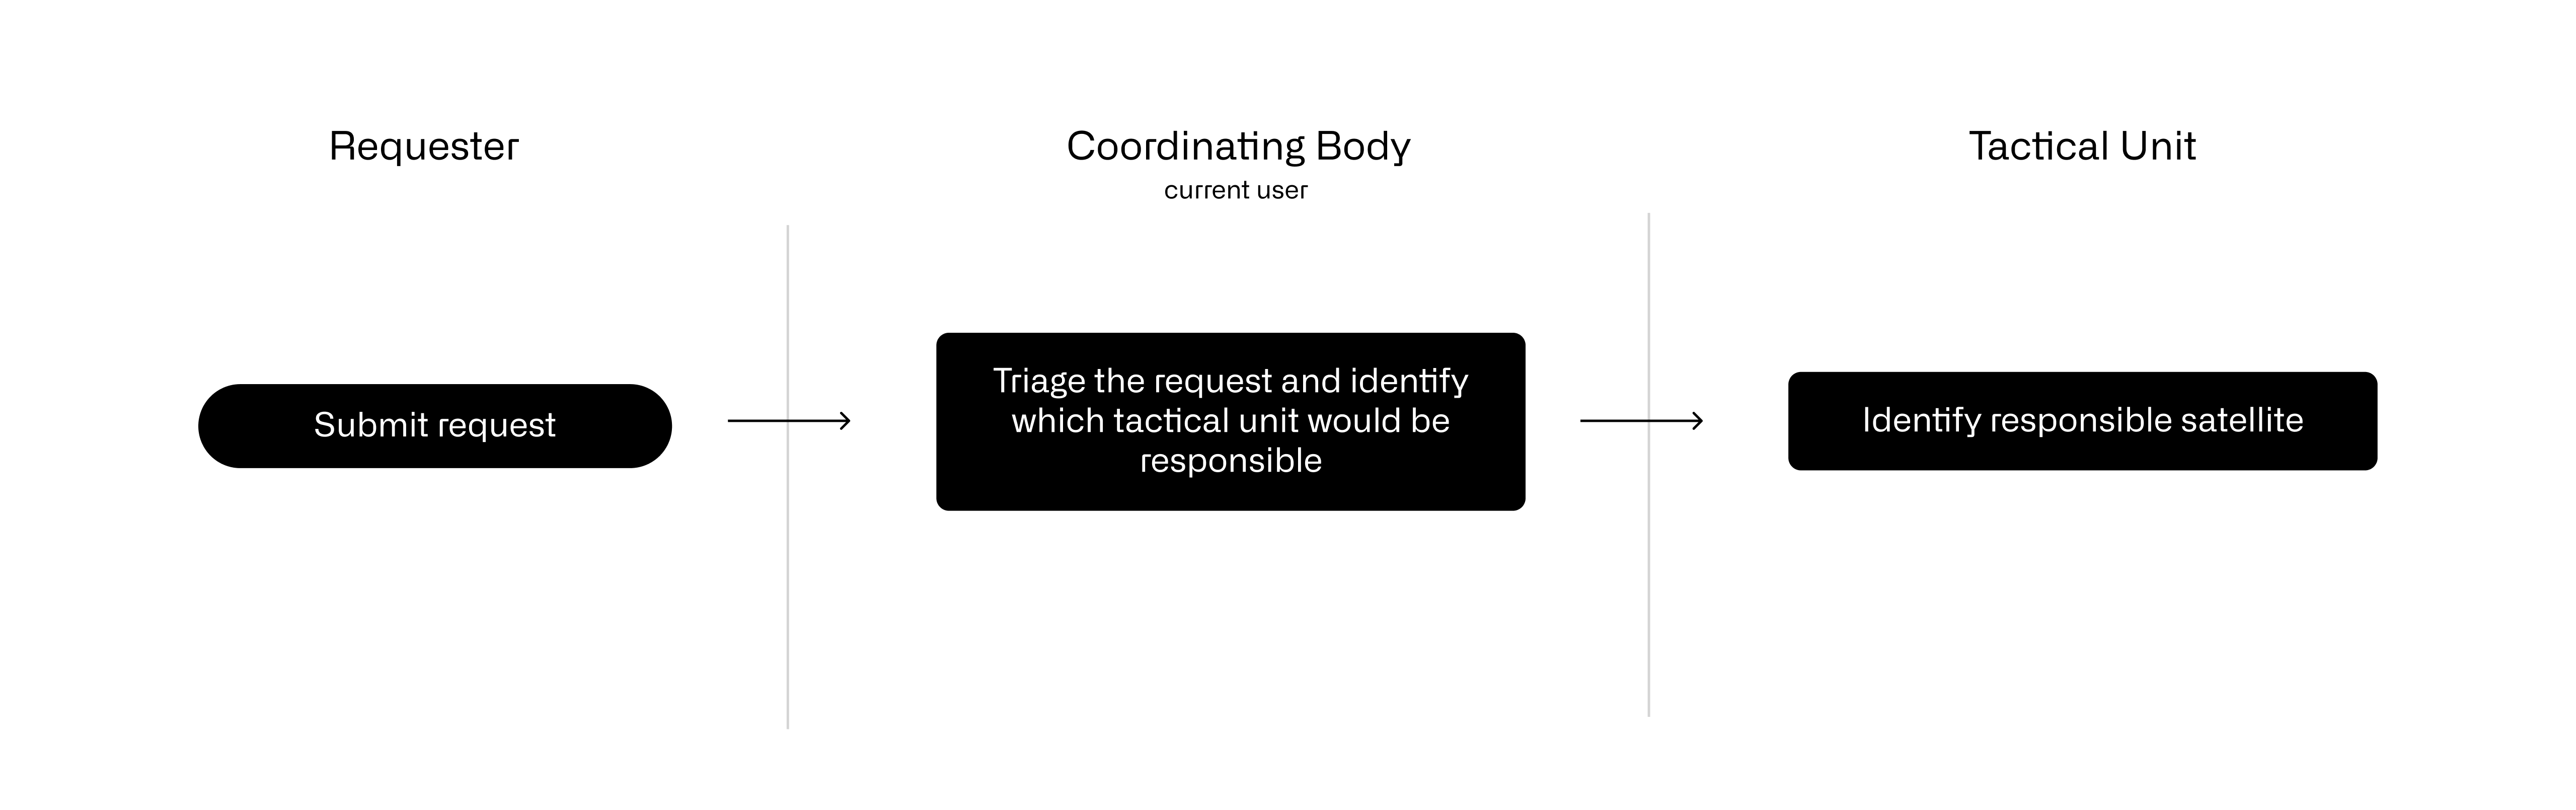 Requester
Coordinating Body
current user
Tactical Unit
Submit request
Triage the request and identify
which tactical unit would be
responsible
Identify responsible satellite